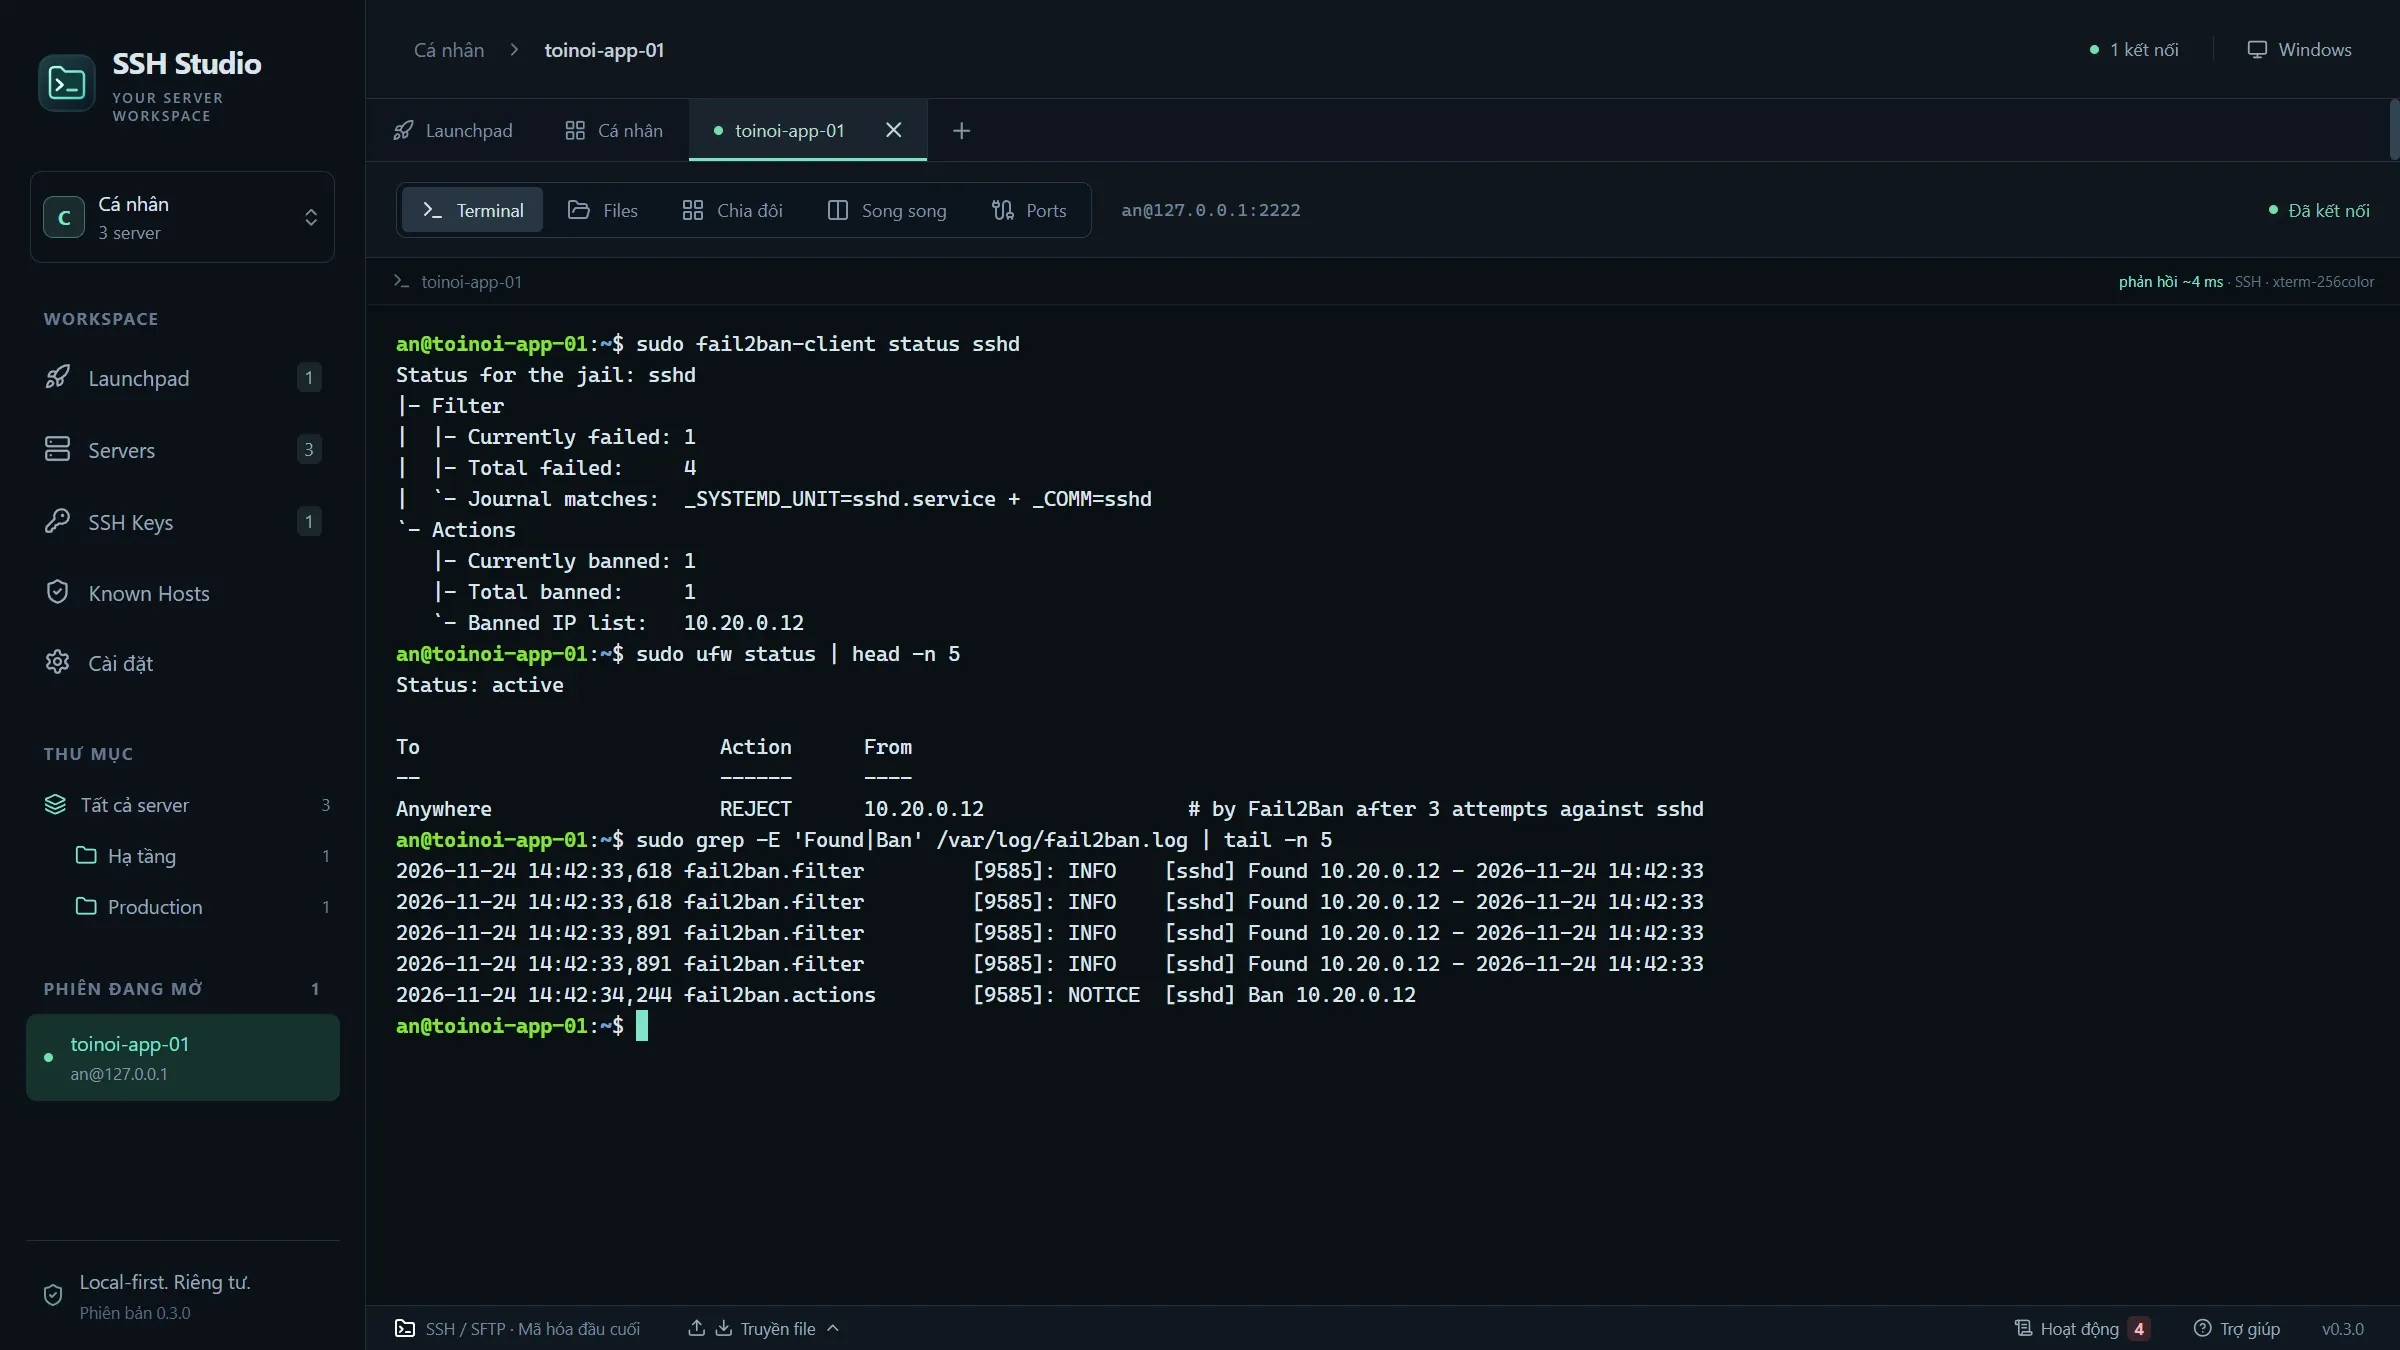 SSH Studio
YOUR SERVER
WORKSPACE
C
Cá nhân
3 server
WORKSPACE
Launchpad 1
Servers 3
SSH Keys 1
Known Hosts
Cài đặt
THƯ MỤC
Tất cả server 3
Hạ tầng 1
Production 1
PHIÊN ĐANG MỞ 1
toinoi-app-01
an@127.0.0.1
Local-first. Riêng tư.
Phiên bản 0.3.0
Cá nhân > toinoi-app-01
1 kết nối
Windows
Launchpad
Cá nhân
toinoi-app-01
Terminal
Files
Chia đôi
Song song
Ports
an@127.0.0.1:2222
Đã kết nối
toinoi-app-01
phản hồi ~4 ms · SSH · xterm-256color
an@toinoi-app-01:~$ sudo fail2ban-client status sshd
Status for the jail: sshd
|- Filter
|  |- Currently failed: 1
|  |- Total failed:     4
|  `- Journal matches:  _SYSTEMD_UNIT=sshd.service + _COMM=sshd
`- Actions
   |- Currently banned: 1
   |- Total banned:     1
   `- Banned IP list:   10.20.0.12
an@toinoi-app-01:~$ sudo ufw status | head -n 5
Status: active
To                         Action      From
--                         ------      ----
Anywhere                   REJECT      10.20.0.12                 # by Fail2Ban after 3 attempts against sshd
an@toinoi-app-01:~$ sudo grep -E 'Found|Ban' /var/log/fail2ban.log | tail -n 5
2026-11-24 14:42:33,618 fail2ban.filter         [9585]: INFO    [sshd] Found 10.20.0.12 - 2026-11-24 14:42:33
2026-11-24 14:42:33,618 fail2ban.filter         [9585]: INFO    [sshd] Found 10.20.0.12 - 2026-11-24 14:42:33
2026-11-24 14:42:33,891 fail2ban.filter         [9585]: INFO    [sshd] Found 10.20.0.12 - 2026-11-24 14:42:33
2026-11-24 14:42:33,891 fail2ban.filter         [9585]: INFO    [sshd] Found 10.20.0.12 - 2026-11-24 14:42:33
2026-11-24 14:42:34,244 fail2ban.actions        [9585]: NOTICE  [sshd] Ban 10.20.0.12
an@toinoi-app-01:~$
SSH / SFTP · Mã hóa đầu cuối
Truyền file
Hoạt động 4
Trợ giúp
v0.3.0